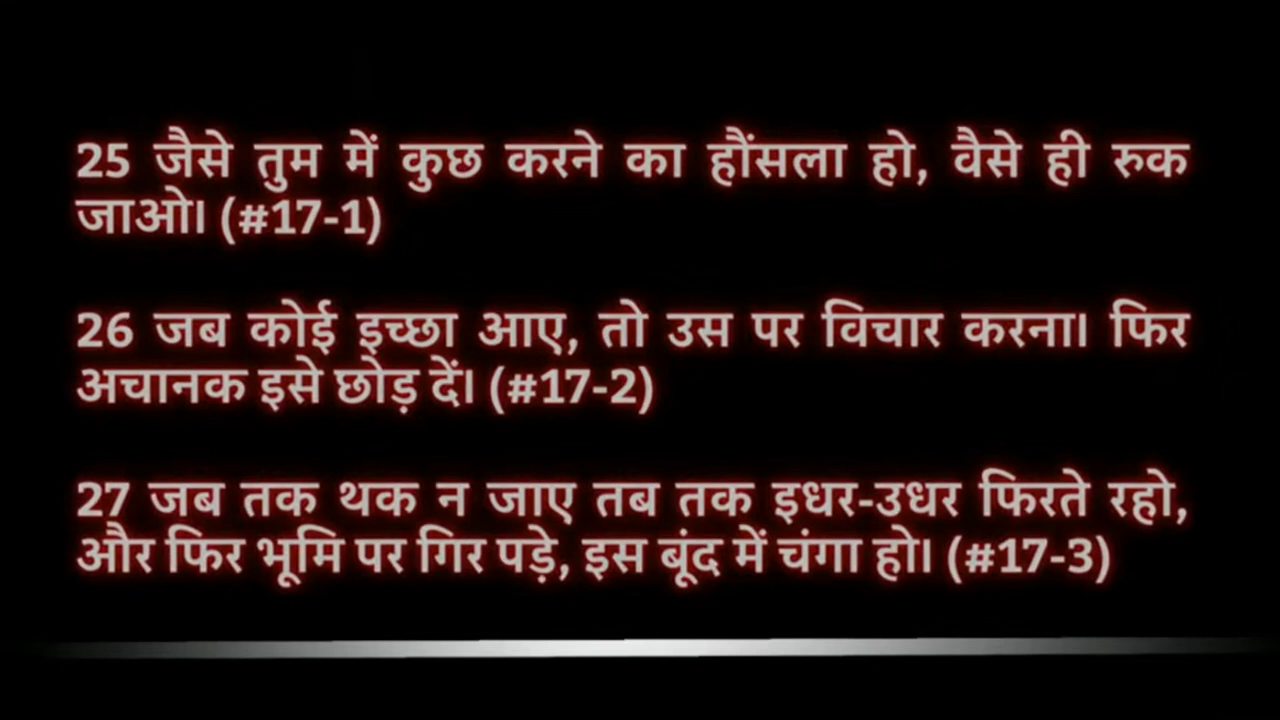 25 जैसे तुम में कुछ करने का हौंसला हो, वैसे ही रुक
जाओ। (#17-1)
26 जब कोई इच्छा आए, तो उस पर विचार करना। फिर
अचानक इसे छोड़ दें। (#17-2)
27 जब तक थक न जाए तब तक इधर-उधर फिरते रहो,
और फिर भूमि पर गिर पड़े, इस बूंद में चंगा हो। (#17-3)